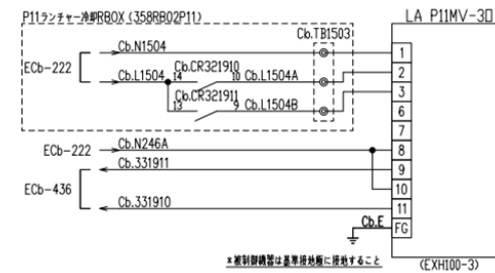 P11ランチャー冷却RBOX (358RB02P11)
LA P11MV-3ロ
Cb.TB1503
Cb.N1504
1
ECb-222
Cb.CR321910
2
Cb.L1504
14
10
Cb.L1504A
3
Cb.CR321911
13
9
Cb.L1504B
6
7
ECb-222
Cb.N246A
8
Cb.331911
9
ECb-436
10
Cb.331910
11
Cb.E
FG
*被制御機器は基準接地極に接地すること
(EXH100-3)